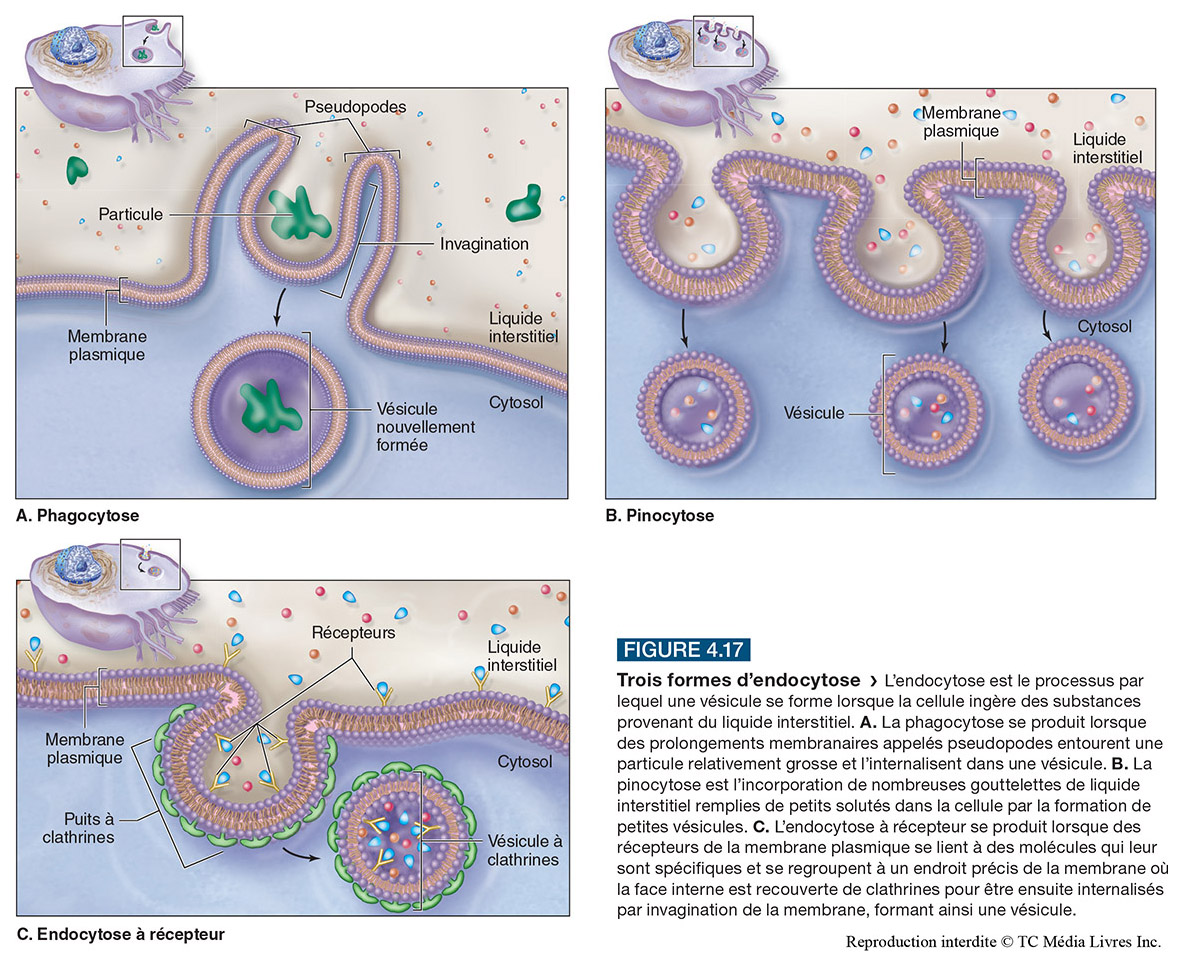 Pseudopodes
Particule
Invagination
Membrane
plasmique
Liquide
interstitiel
Cytosol
Vésicule
nouvellement
formée
A. Phagocytose
Membrane
plasmique
Liquide
interstitiel
Cytosol
Vésicule
B. Pinocytose
Récepteurs
Liquide
interstitiel
Membrane
plasmique
Cytosol
Puits à
clathrines
Vésicule à
clathrines
C. Endocytose à récepteur
FIGURE 4.17
Trois formes d’endocytose › L’endocytose est le processus par
lequel une vésicule se forme lorsque la cellule ingère des substances
provenant du liquide interstitiel. A. La phagocytose se produit lorsque
des prolongements membranaires appelés pseudopodes entourent une
particule relativement grosse et l’internalisent dans une vésicule. B. La
pinocytose est l’incorporation de nombreuses gouttelettes de liquide
interstitiel remplies de petits solutés dans la cellule par la formation de
petites vésicules. C. L’endocytose à récepteur se produit lorsque des
récepteurs de la membrane plasmique se lient à des molécules qui leur
sont spécifiques et se regroupent à un endroit précis de la membrane où
la face interne est recouverte de clathrines pour être ensuite internalisés
par invagination de la membrane, formant ainsi une vésicule.
Reproduction interdite © TC Média Livres Inc.